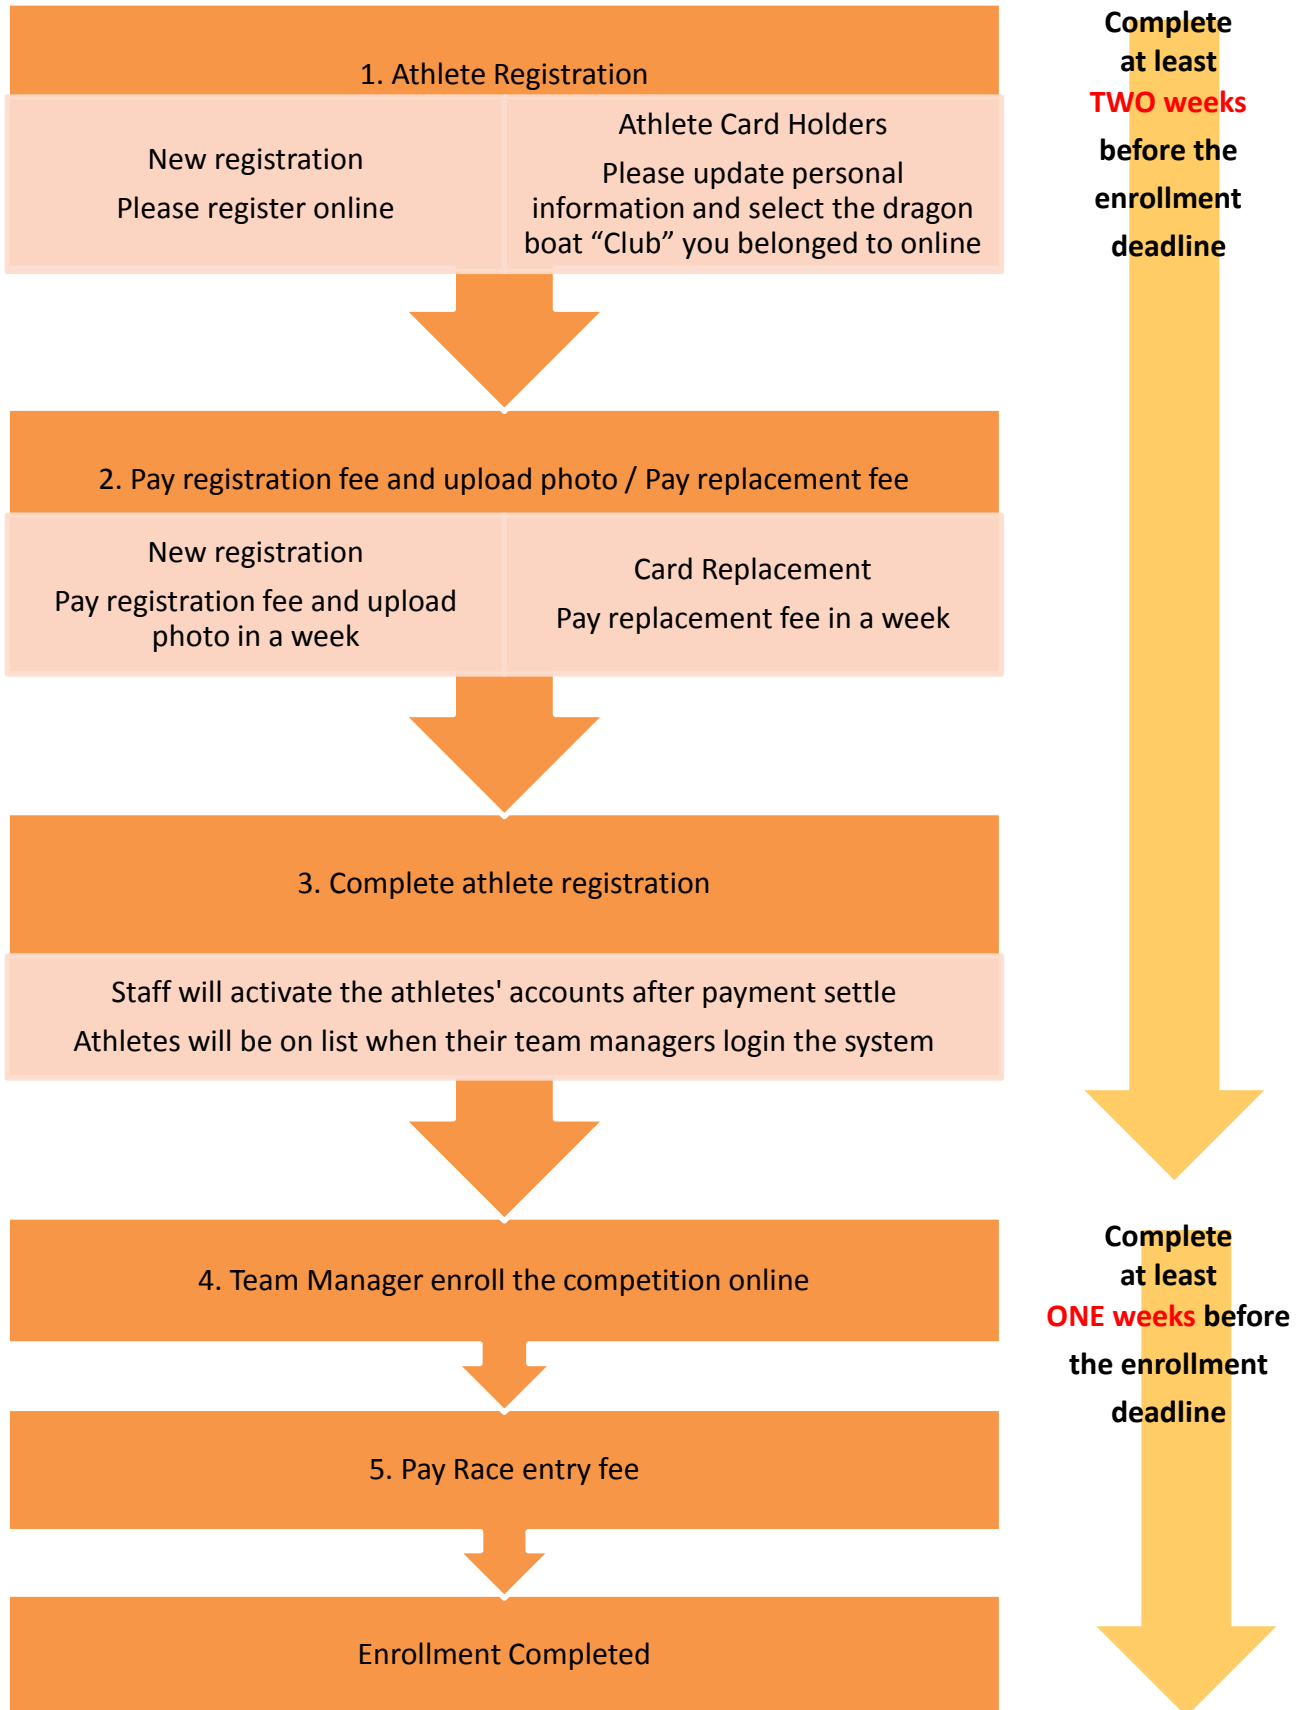 1. Athlete Registration
New registration
Please register online
Athlete Card Holders
Please update personal
information and select the dragon
boat “Club” you belonged to online
Complete
at least
TWO weeks
before the
enrollment
deadline
2. Pay registration fee and upload photo / Pay replacement fee
New registration
Pay registration fee and upload
photo in a week
Card Replacement
Pay replacement fee in a week
3. Complete athlete registration
Staff will activate the athletes' accounts after payment settle
Athletes will be on list when their team managers login the system
4. Team Manager enroll the competition online
Complete
at least
ONE weeks before
the enrollment
deadline
5. Pay Race entry fee
Enrollment Completed